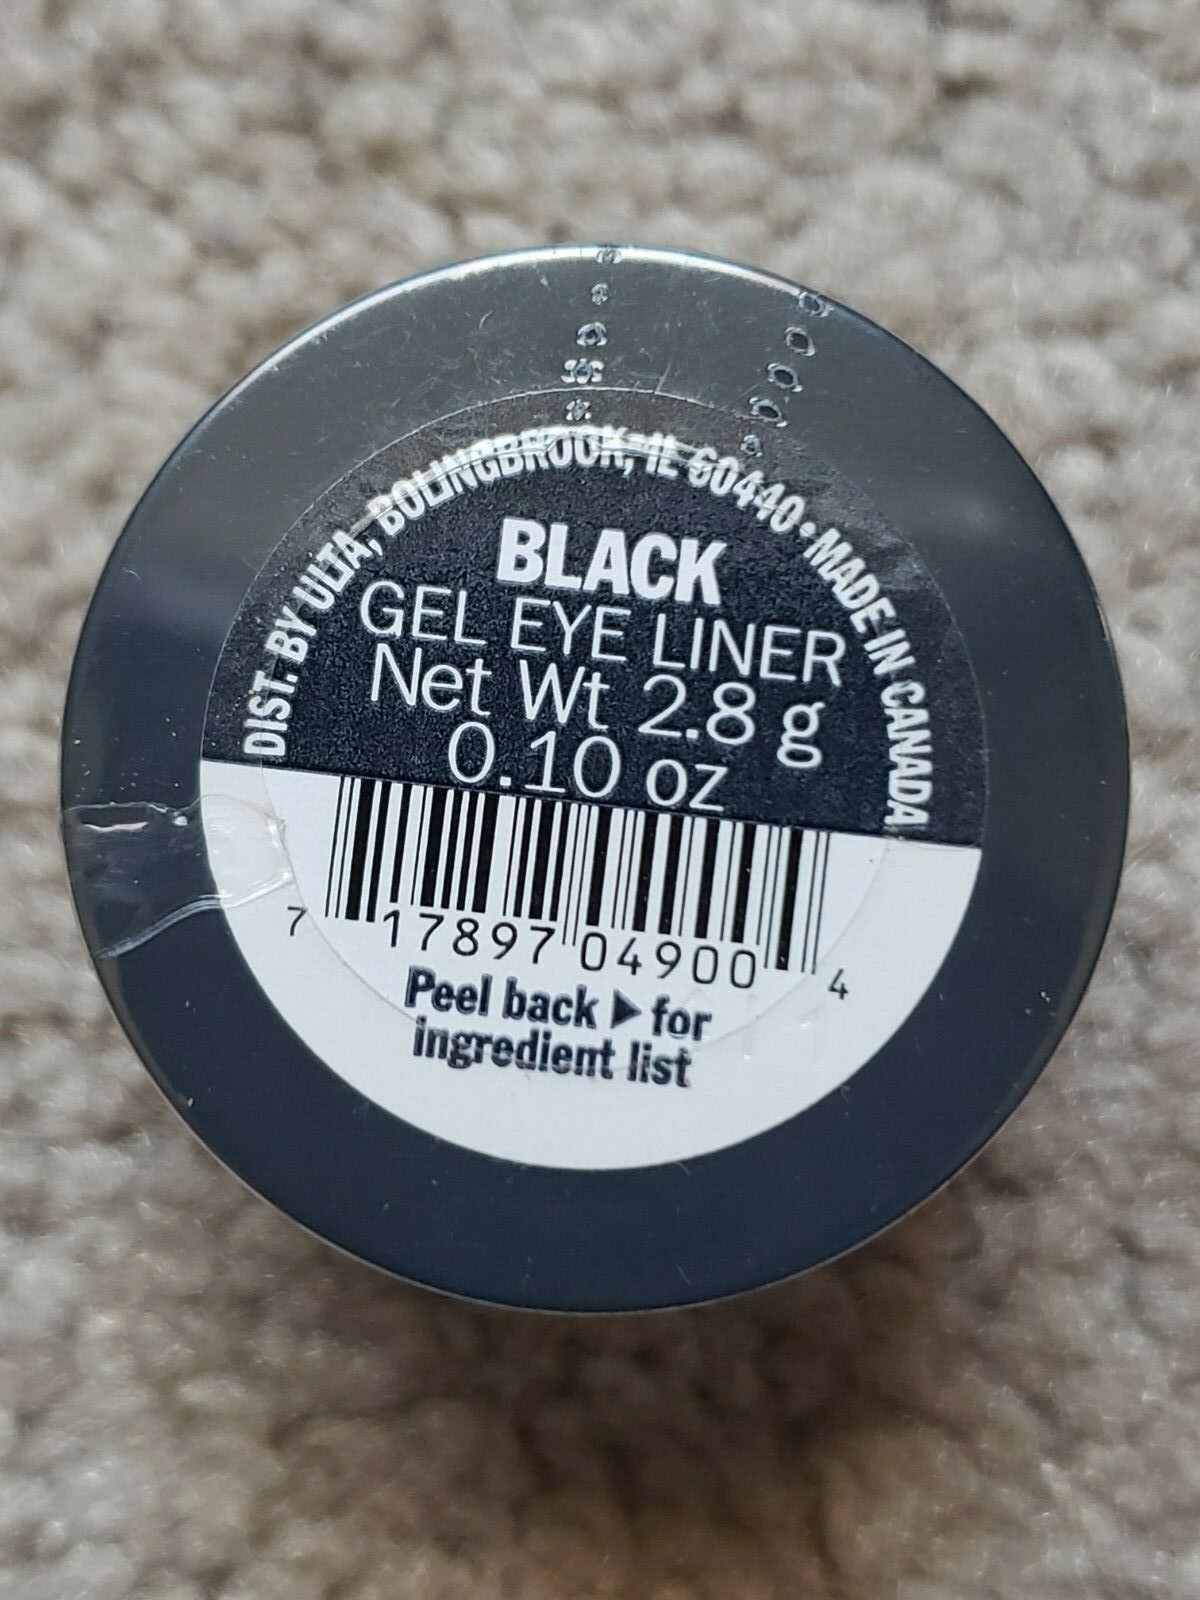 DIST. BY ULTA, BOLINGBROOK, IL 60440 • MADE IN CANADA
BLACK
GEL EYE LINER
Net Wt 2.8 g
0.10 oz
7 17897 04900 4
Peel back ▶ for
ingredient list